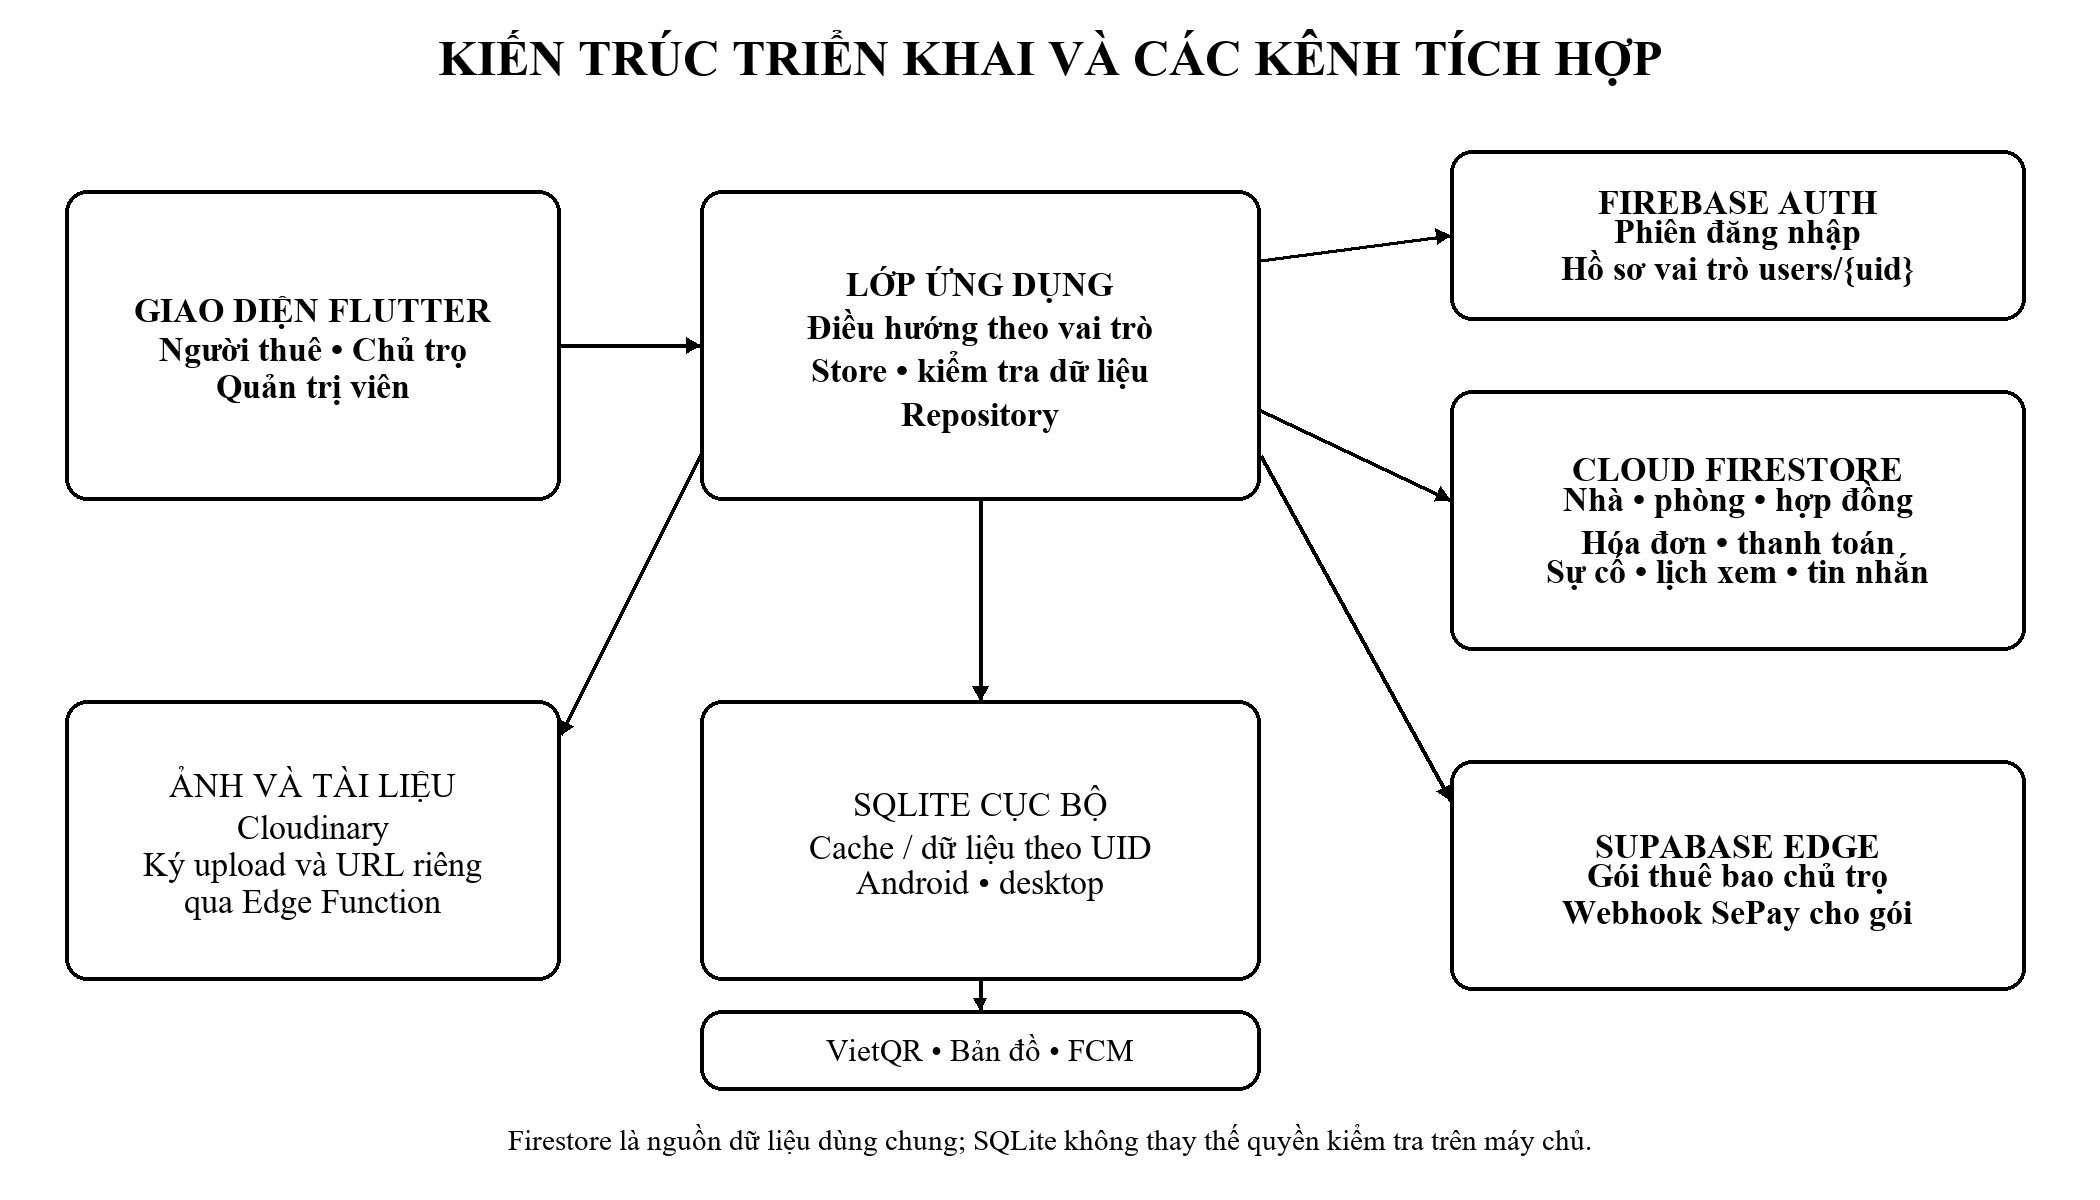 KIẾN TRÚC TRIỂN KHAI VÀ CÁC KÊNH TÍCH HỢP
GIAO DIỆN FLUTTER
Người thuê • Chủ trọ
Quản trị viên
LỚP ỨNG DỤNG
Điều hướng theo vai trò
Store • kiểm tra dữ liệu
Repository
FIREBASE AUTH
Phiên đăng nhập
Hồ sơ vai trò users/{uid}
CLOUD FIRESTORE
Nhà • phòng • hợp đồng
Hóa đơn • thanh toán
Sự cố • lịch xem • tin nhắn
ẢNH VÀ TÀI LIỆU
Cloudinary
Ký upload và URL riêng
qua Edge Function
SQLITE CỤC BỘ
Cache / dữ liệu theo UID
Android • desktop
SUPABASE EDGE
Gói thuê bao chủ trọ
Webhook SePay cho gói
VietQR • Bản đồ • FCM
Firestore là nguồn dữ liệu dùng chung; SQLite không thay thế quyền kiểm tra trên máy chủ.